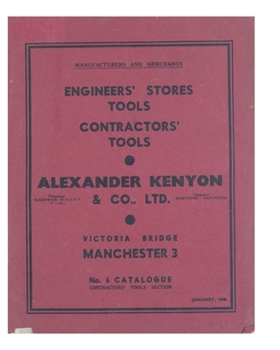 MANUFACTURERS AND MERCHANTS
ENGINEERS' STORES
TOOLS
CONTRACTORS'
TOOLS
ALEXANDER KENYON
& CO., LTD.
VICTORIA BRIDGE
MANCHESTER 3
No. 6 CATALOGUE
CONTRACTORS' TOOLS SECTION
JANUARY,